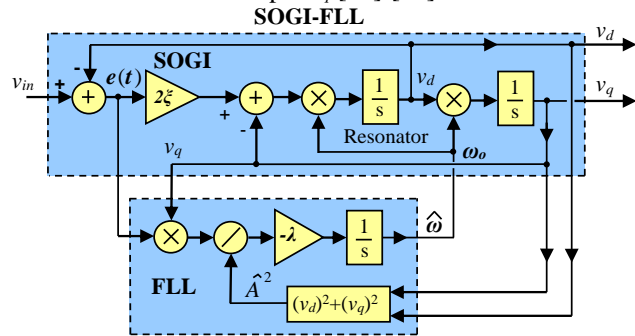 SOGI-FLL
SOGI
v_d
v_in
e(t)
-
+
+
2ξ
+
-
+
×
1/s
v_d
×
1/s
v_q
Resonator
ω_o
v_q
×
/
-λ
1/s
ω̂
FLL
Â²
(v_d)²+(v_q)²